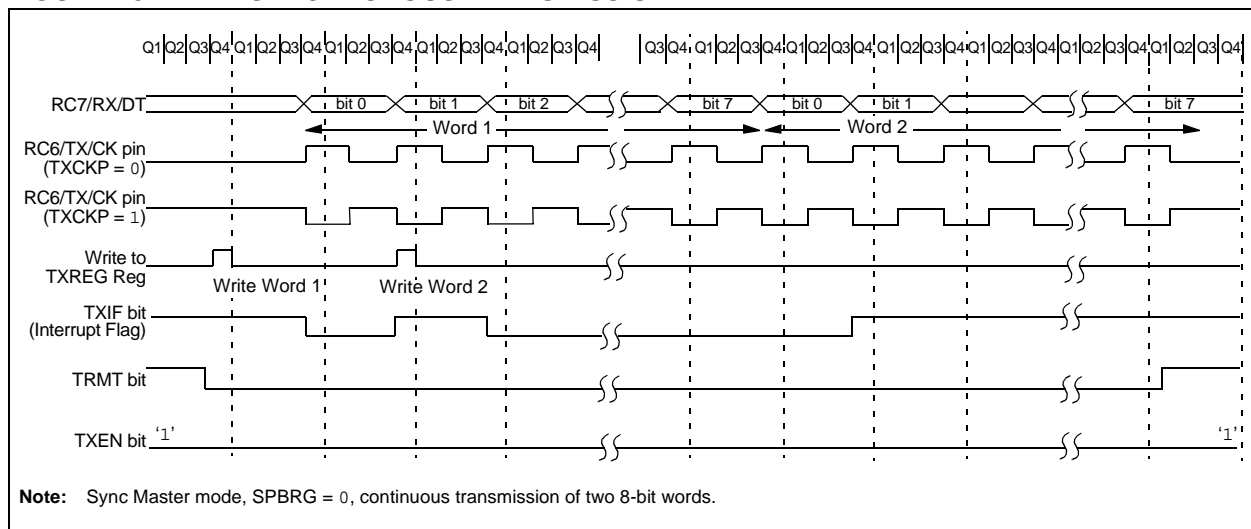 Q1 Q2 Q3 Q4 Q1 Q2 Q3 Q4 Q1 Q2 Q3 Q4 Q1 Q2 Q3 Q4 Q1 Q2 Q3 Q4 Q3 Q4 Q1 Q2 Q3 Q4 Q1 Q2 Q3 Q4 Q1 Q2 Q3 Q4 Q1 Q2 Q3 Q4 Q1 Q2 Q3 Q4 Q1 Q2 Q3 Q4
RC7/RX/DT bit 0 bit 1 bit 2 bit 7 bit 0 bit 1 bit 7
Word 1 Word 2
RC6/TX/CK pin
(TXCKP = 0)
RC6/TX/CK pin
(TXCKP = 1)
Write to
TXREG Reg
Write Word 1 Write Word 2
TXIF bit
(Interrupt Flag)
TRMT bit
TXEN bit '1' '1'
Note: Sync Master mode, SPBRG = 0, continuous transmission of two 8-bit words.